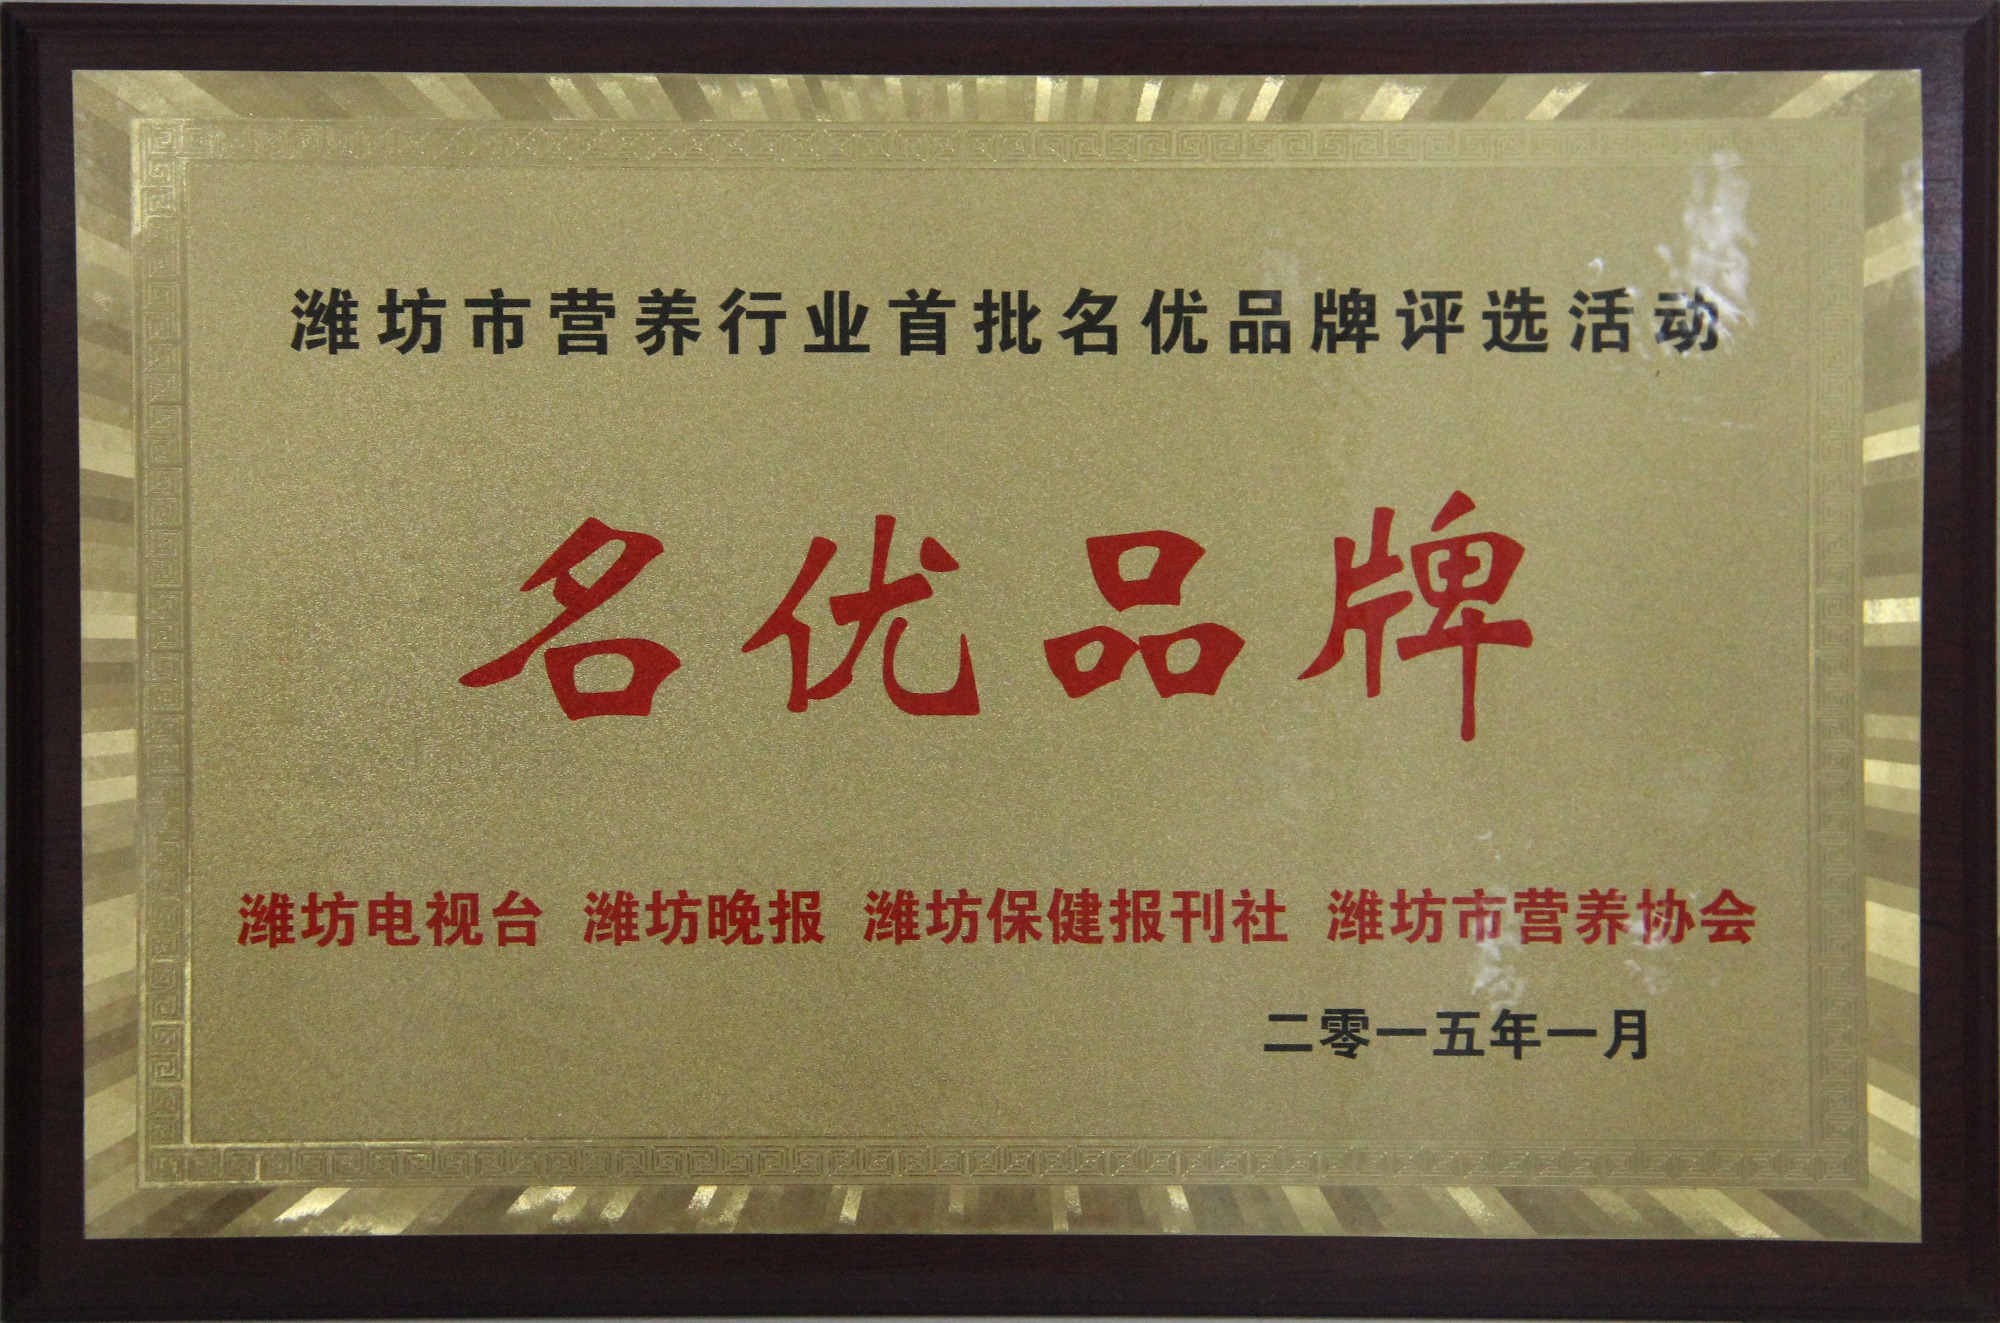 潍坊市营养行业首批名优品牌评选活动
名优品牌
潍坊电视台 潍坊晚报 潍坊保健报刊社 潍坊市营养协会
二零一五年一月